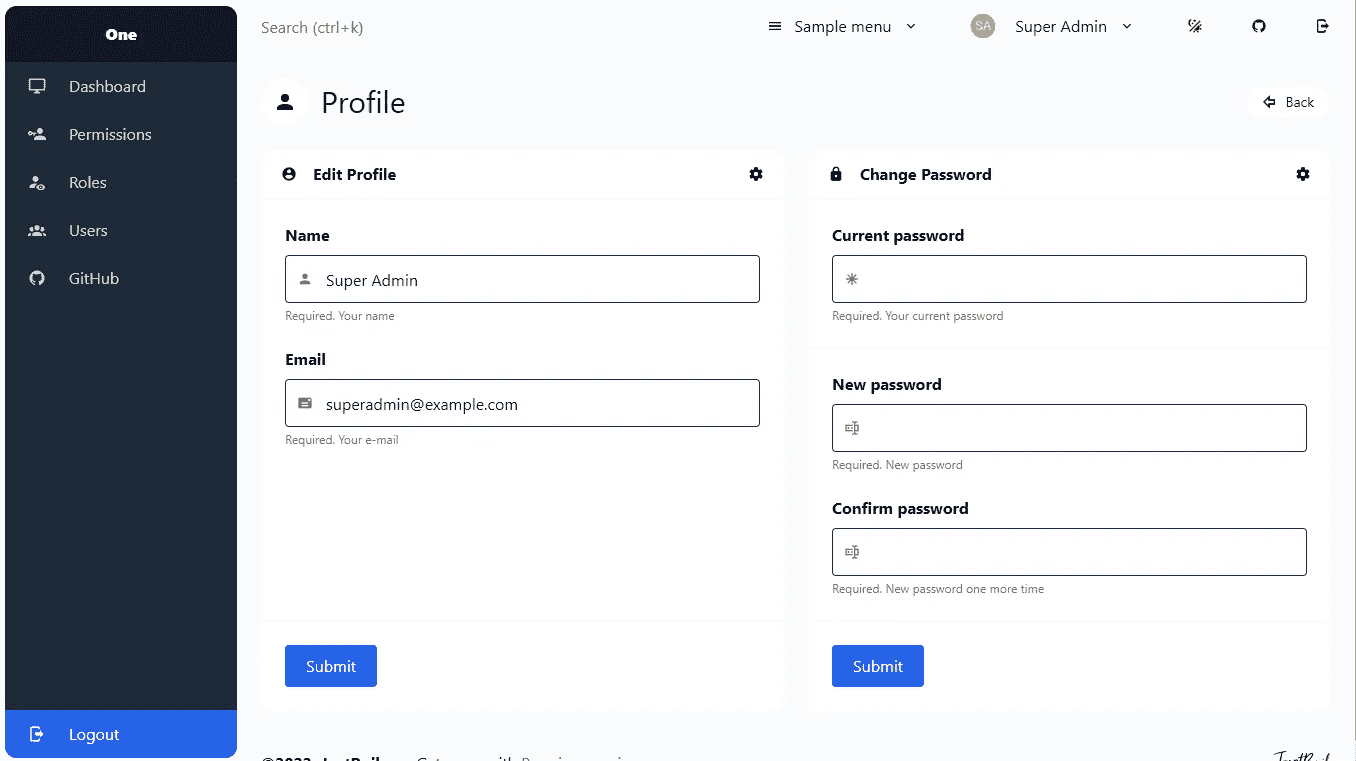 One
Dashboard
Permissions
Roles
Users
GitHub
Logout
Search (ctrl+k)
Sample menu
SA
Super Admin
Profile
Back
Edit Profile
Name
Super Admin
Required. Your name
Email
superadmin@example.com
Required. Your e-mail
Submit
Change Password
Current password
Required. Your current password
New password
Required. New password
Confirm password
Required. New password one more time
Submit